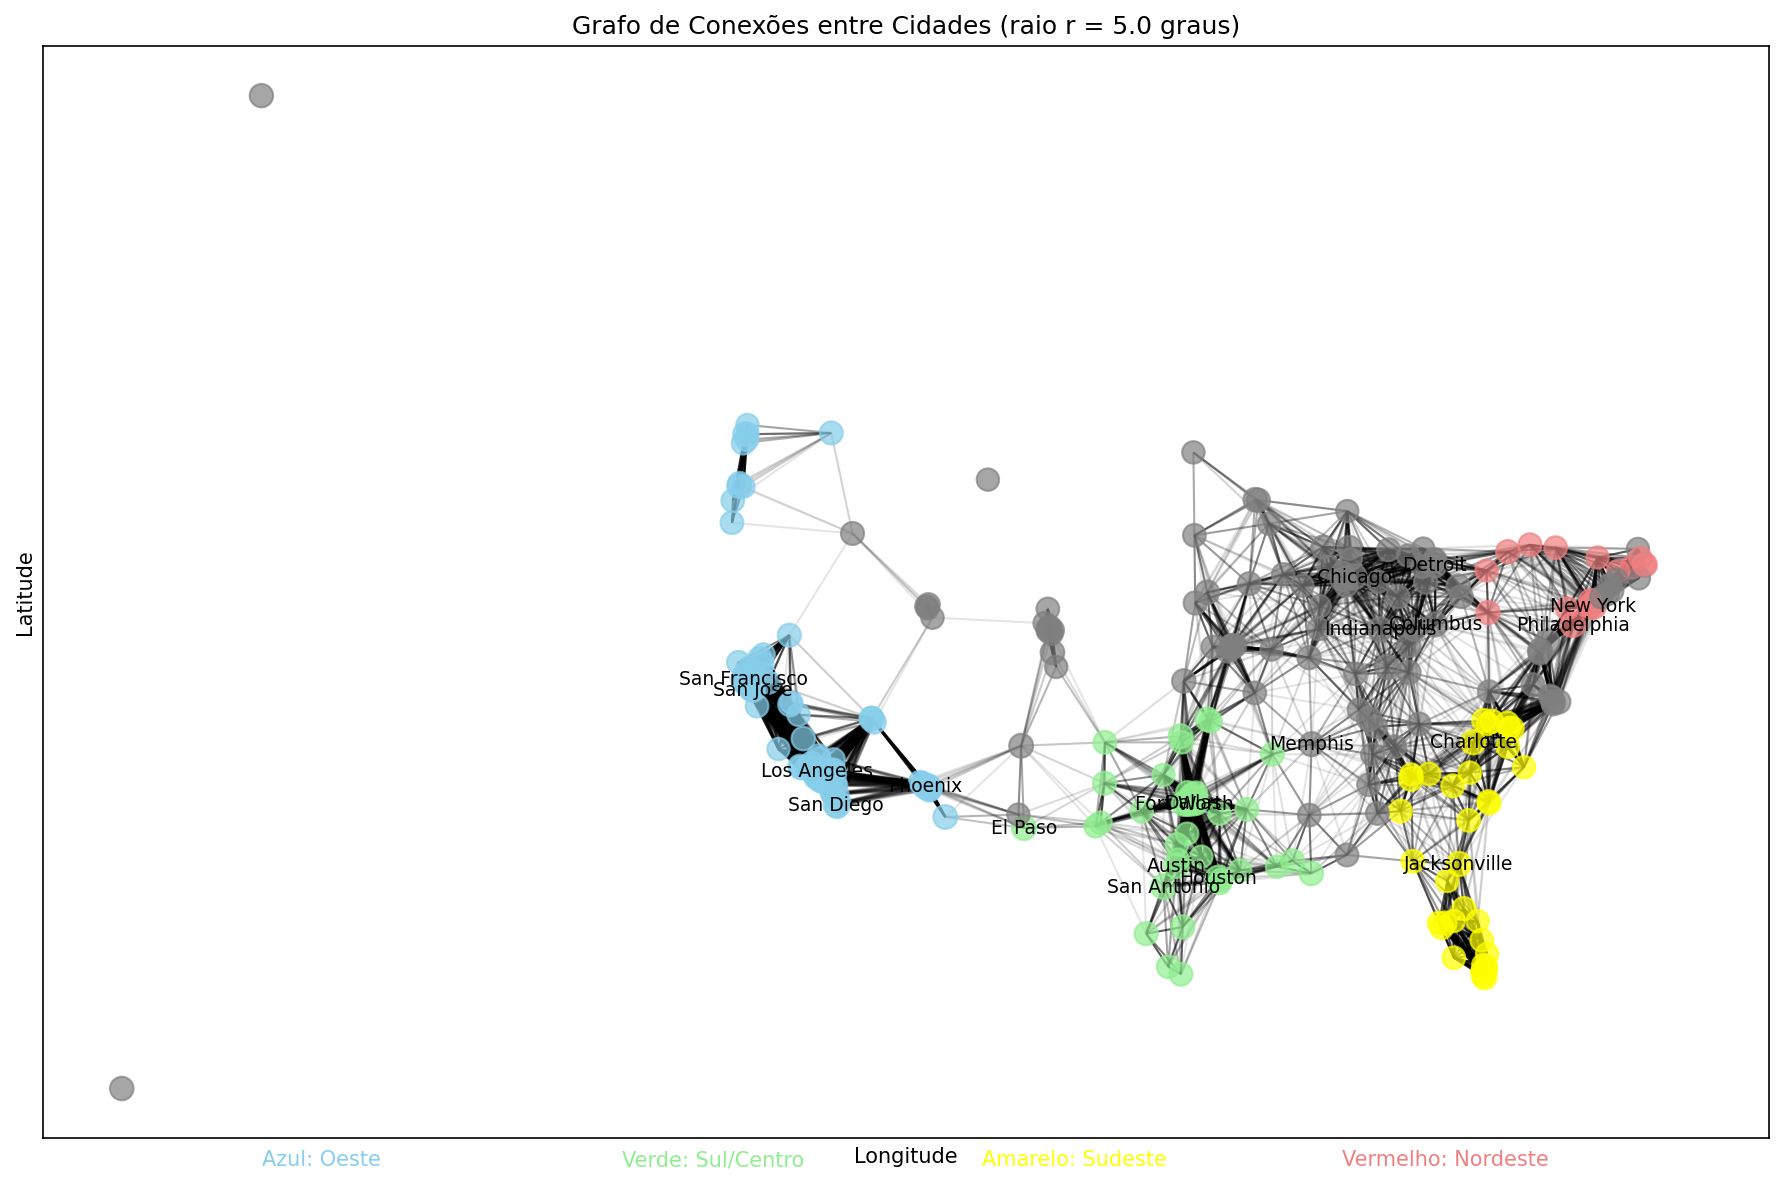 Grafo de Conexões entre Cidades (raio r = 5.0 graus)
Latitude
Detroit
Chicago
New York
Columbus
Philadelphia
Indianapolis
San Francisco
San Jose
Charlotte
Memphis
Los Angeles
Phoenix
San Diego
Dallas
Fort Worth
El Paso
Jacksonville
Austin
Houston
San Antonio
Longitude
Azul: Oeste
Verde: Sul/Centro
Amarelo: Sudeste
Vermelho: Nordeste